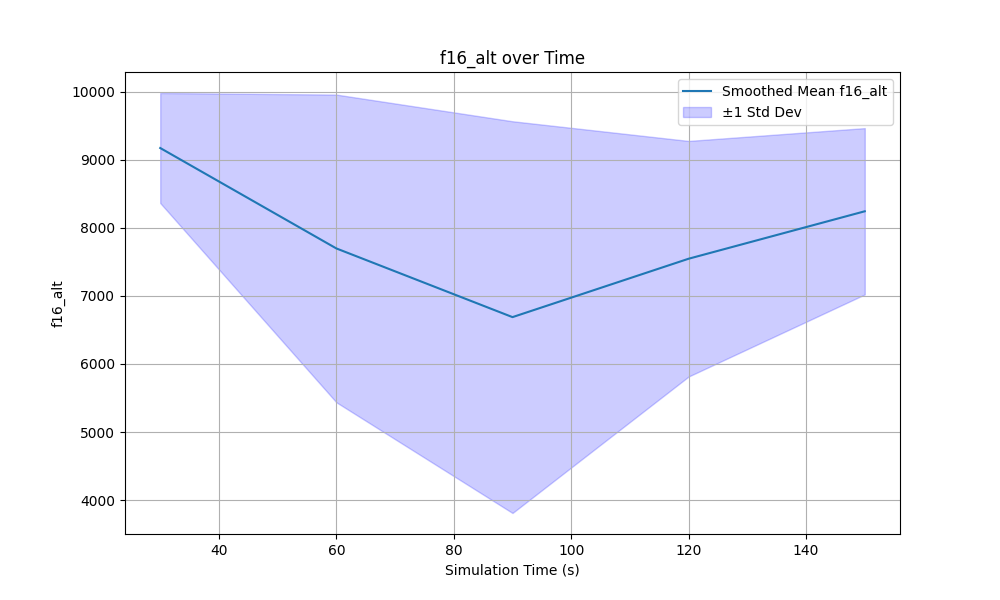 f16_alt over Time
Smoothed Mean f16_alt
±1 Std Dev
f16_alt
10000
9000
8000
7000
6000
5000
4000
40 60 80 100 120 140
Simulation Time (s)